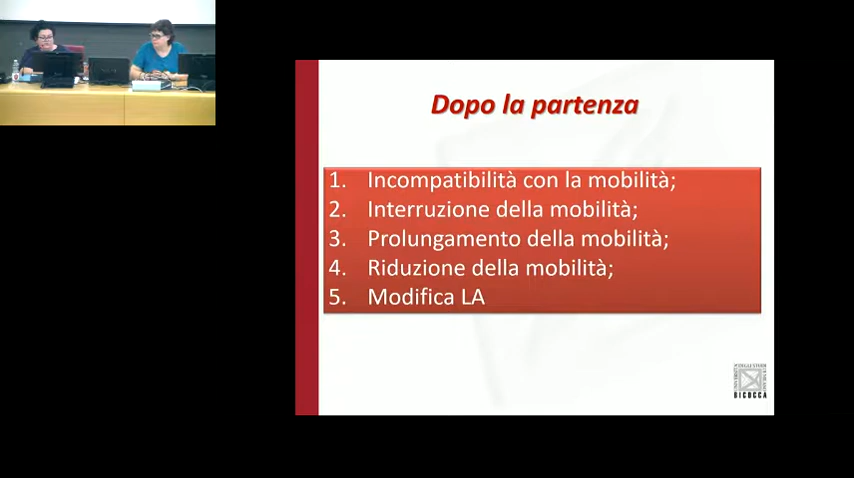 Dopo la partenza
1. Incompatibilità con la mobilità;
2. Interruzione della mobilità;
3. Prolungamento della mobilità;
4. Riduzione della mobilità;
5. Modifica LA
BICOCCA